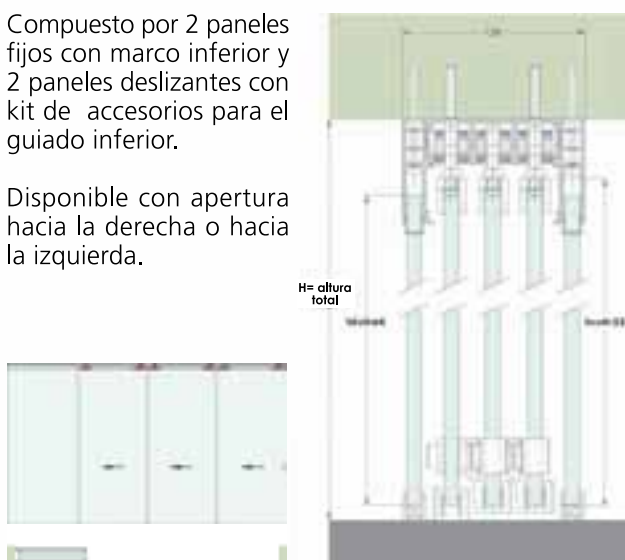 Compuesto por 2 paneles
fijos con marco inferior y
2 paneles deslizantes con
kit de accesorios para el
guiado inferior.
Disponible con apertura
hacia la derecha o hacia
la izquierda.
H= altura
total